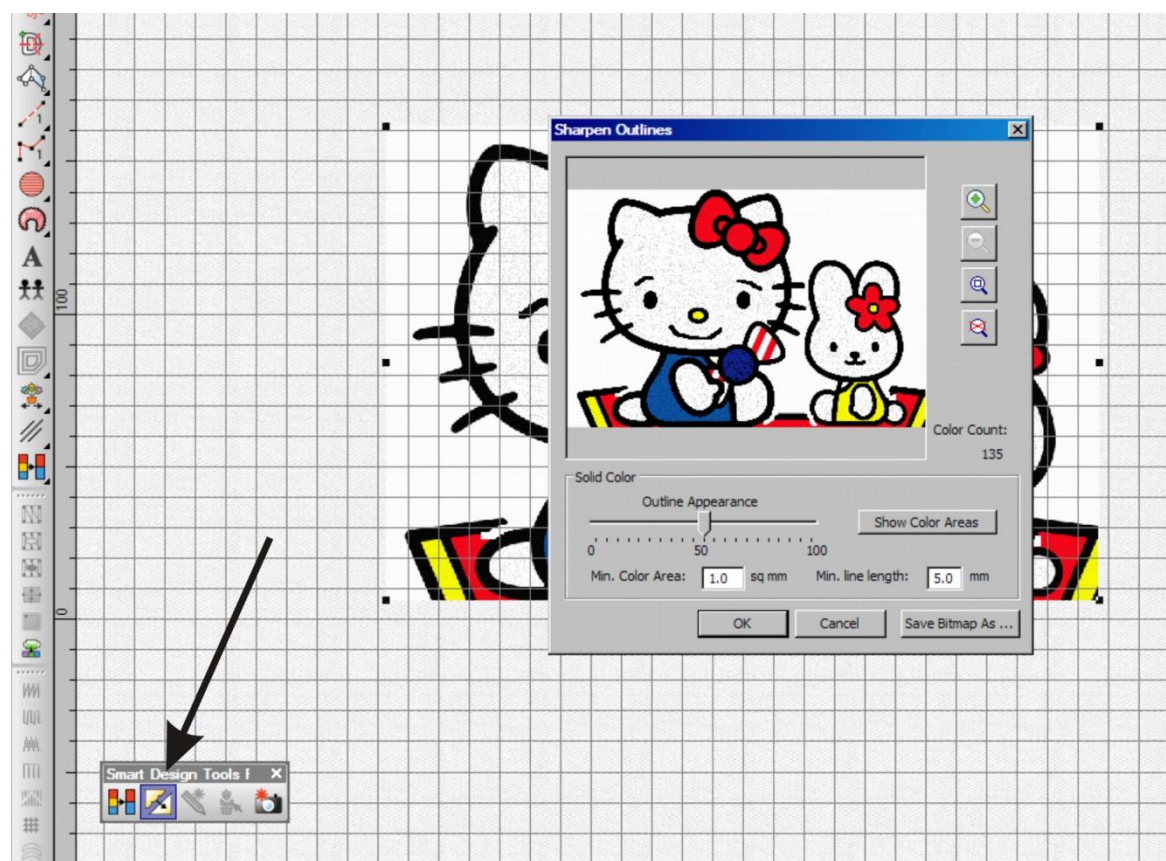 Sharpen Outlines
Color Count:
135
Solid Color
Outline Appearance
0 50 100
Show Color Areas
Min. Color Area: 1.0 sq mm Min. line length: 5.0 mm
OK Cancel Save Bitmap As ...
100
0
A
1
1
Smart Design Tools F